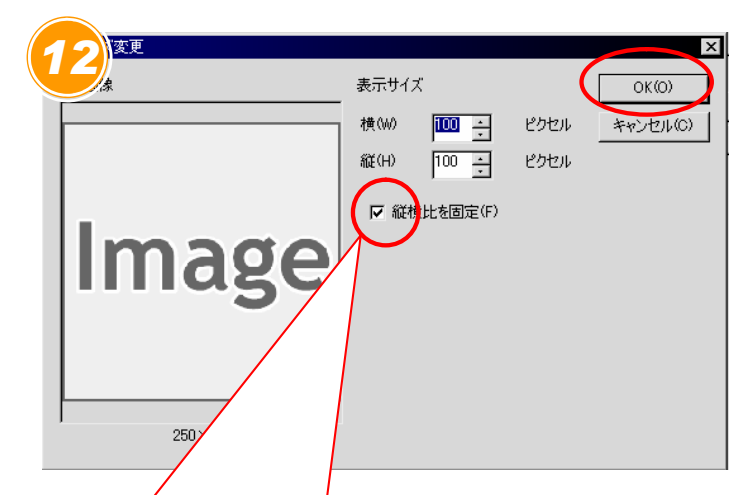 12
変更
像
表示サイズ
OK(O)
横(W) 100 ピクセル
キャンセル(C)
縦(H) 100 ピクセル
縦横比を固定(F)
Image
250×